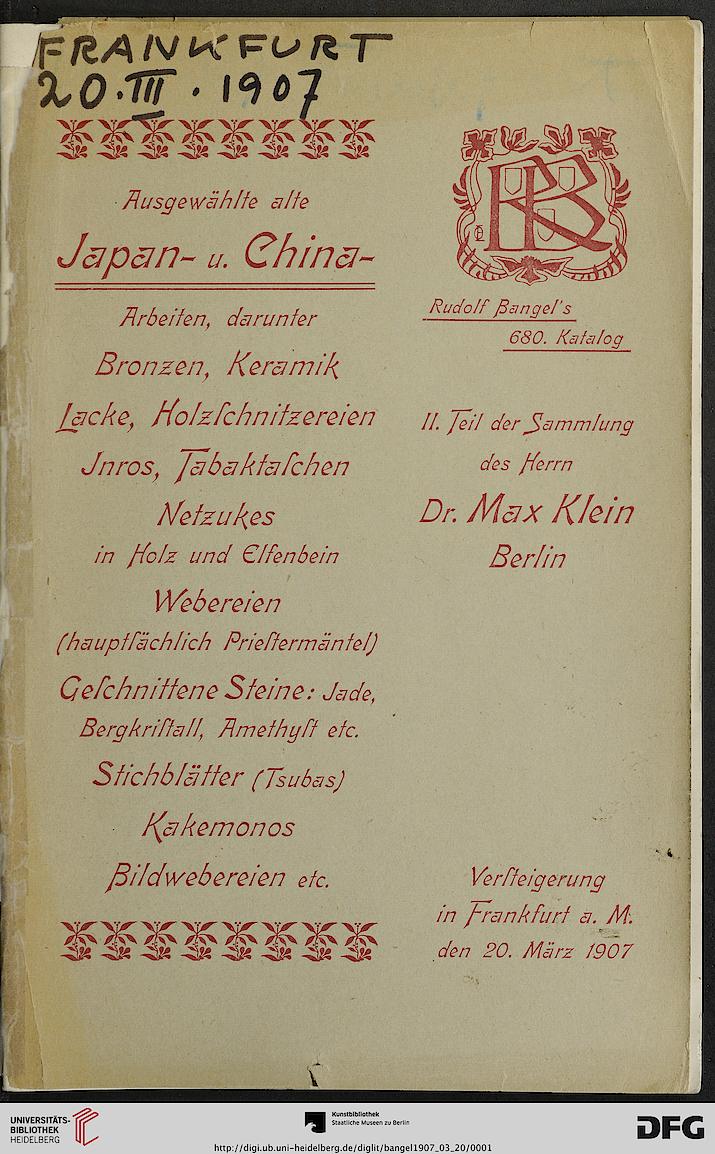 FRANKFURT
20.III.1907
Ausgewählte alte
Japan- u. China-
Arbeiten, darunter
Bronzen, Keramik
Lacke, Holzſchnitzereien
Jnros, Tabaktaſchen
Netzukes
in Holz und Elfenbein
Webereien
(hauptſächlich Prieſtermäntel)
Geſchnittene Steine: Jade,
Bergkriſtall, Amethyſt etc.
Stichblätter (Tsubas)
Kakemonos
Bildwebereien etc.
RB
Rudolf Bangel's
680. Katalog
II. Teil der Sammlung
des Herrn
Dr. Max Klein
Berlin
Verſteigerung
in Frankfurt a. M.
den 20. März 1907
UNIVERSITÄTS-
BIBLIOTHEK
HEIDELBERG
Kunstbibliothek
Staatliche Museen zu Berlin
DFG
http://digi.ub.uni-heidelberg.de/diglit/bangel1907_03_20/0001